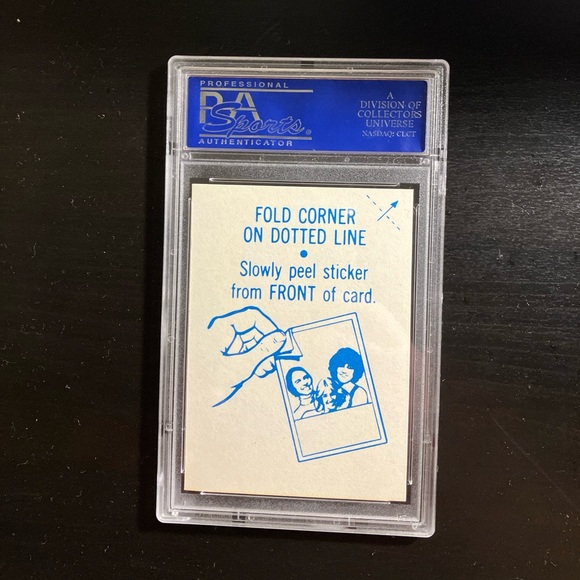 PROFESSIONAL
PSA
Sports®
AUTHENTICATOR
A
DIVISION OF
COLLECTORS
UNIVERSE
NASDAQ: CLCT
FOLD CORNER
ON DOTTED LINE
•
Slowly peel sticker
from FRONT of card.